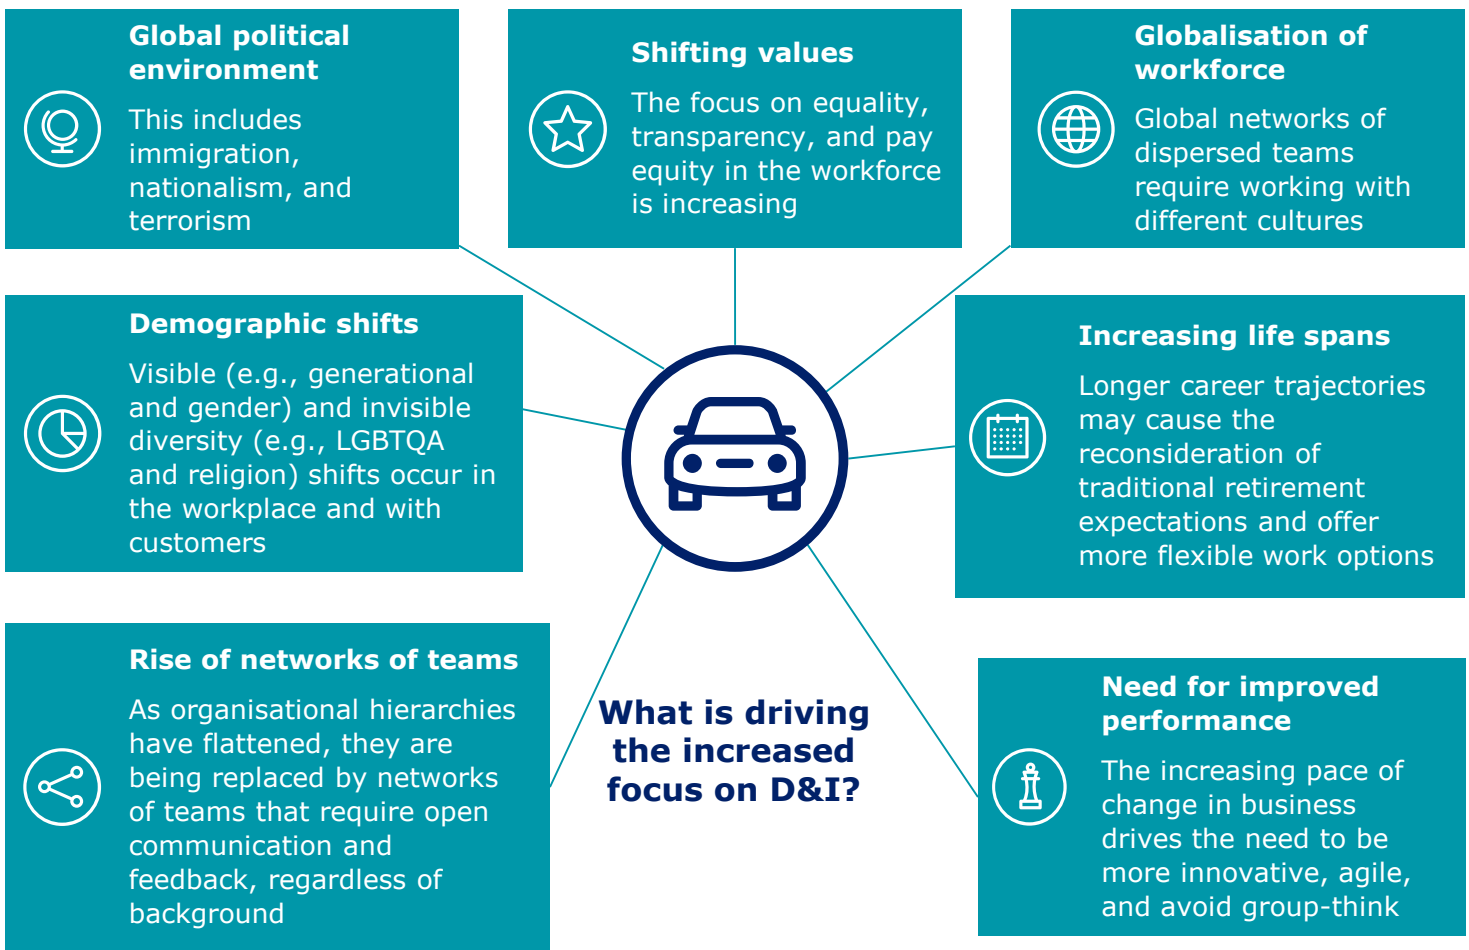 Global political
environment
This includes
immigration,
nationalism, and
terrorism
Shifting values
The focus on equality,
transparency, and pay
equity in the workforce
is increasing
Globalisation of
workforce
Global networks of
dispersed teams
require working with
different cultures
Demographic shifts
Visible (e.g., generational
and gender) and invisible
diversity (e.g., LGBTQA
and religion) shifts occur in
the workplace and with
customers
Increasing life spans
Longer career trajectories
may cause the
reconsideration of
traditional retirement
expectations and offer
more flexible work options
Rise of networks of teams
As organisational hierarchies
have flattened, they are
being replaced by networks
of teams that require open
communication and
feedback, regardless of
background
What is driving
the increased
focus on D&I?
Need for improved
performance
The increasing pace of
change in business
drives the need to be
more innovative, agile,
and avoid group-think